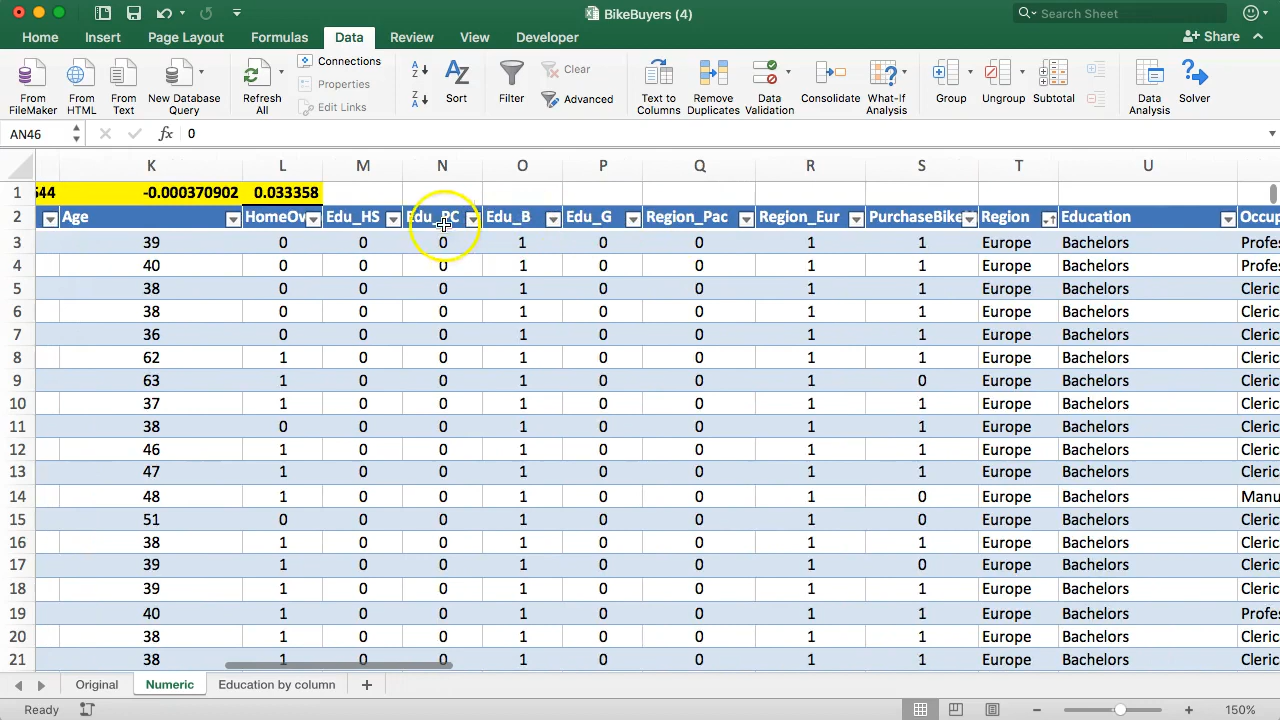 BikeBuyers (4)
Search Sheet
Home Insert Page Layout Formulas Data Review View Developer
Share
From FileMaker
From HTML
From Text
New Database Query
Refresh All
Connections
Properties
Edit Links
Sort
Filter
Clear
Advanced
Text to Columns
Remove Duplicates
Data Validation
Consolidate
What-If Analysis
Group
Ungroup
Subtotal
Data Analysis
Solver
AN46 fx 0
K L M N O P Q R S T U
1 544 -0.000370902 0.033358
2 Age HomeOw Edu_HS Edu_PC Edu_B Edu_G Region_Pac Region_Eur PurchaseBike Region Education Occup
3 39 0 0 0 1 0 0 1 1 Europe Bachelors Profes
4 40 0 0 0 1 0 0 1 1 Europe Bachelors Profes
5 38 0 0 0 1 0 0 1 1 Europe Bachelors Cleric
6 38 0 0 0 1 0 0 1 1 Europe Bachelors Cleric
7 36 0 0 0 1 0 0 1 1 Europe Bachelors Cleric
8 62 1 0 0 1 0 0 1 1 Europe Bachelors Cleric
9 63 1 0 0 1 0 0 1 0 Europe Bachelors Cleric
10 37 1 0 0 1 0 0 1 1 Europe Bachelors Cleric
11 38 1 0 0 1 0 0 1 1 Europe Bachelors Cleric
12 46 1 0 0 1 0 0 1 1 Europe Bachelors Cleric
13 47 1 0 0 1 0 0 1 1 Europe Bachelors Cleric
14 48 1 0 0 1 0 0 1 0 Europe Bachelors Manu
15 51 0 0 0 1 0 0 1 0 Europe Bachelors Cleric
16 38 1 0 0 1 0 0 1 1 Europe Bachelors Cleric
17 39 1 0 0 1 0 0 1 0 Europe Bachelors Cleric
18 39 1 0 0 1 0 0 1 1 Europe Bachelors Cleric
19 40 1 0 0 1 0 0 1 1 Europe Bachelors Profes
20 38 1 0 0 1 0 0 1 1 Europe Bachelors Cleric
21 38 1 0 0 1 0 0 1 1 Europe Bachelors Cleric
Original Numeric Education by column
Ready 150%